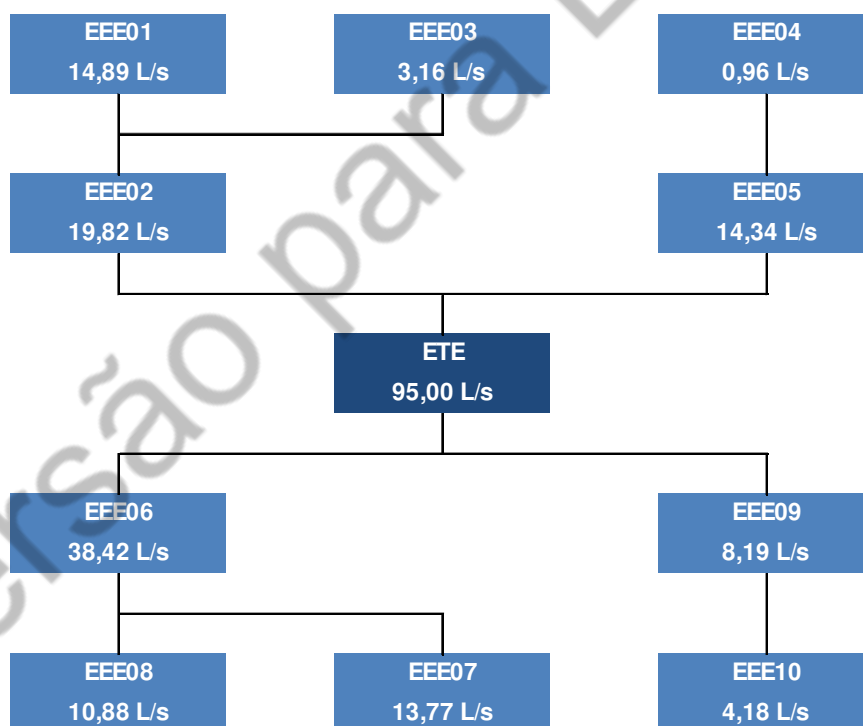 EEE01
14,89 L/s
EEE03
3,16 L/s
EEE04
0,96 L/s
EEE02
19,82 L/s
EEE05
14,34 L/s
ETE
95,00 L/s
EEE06
38,42 L/s
EEE09
8,19 L/s
EEE08
10,88 L/s
EEE07
13,77 L/s
EEE10
4,18 L/s
para